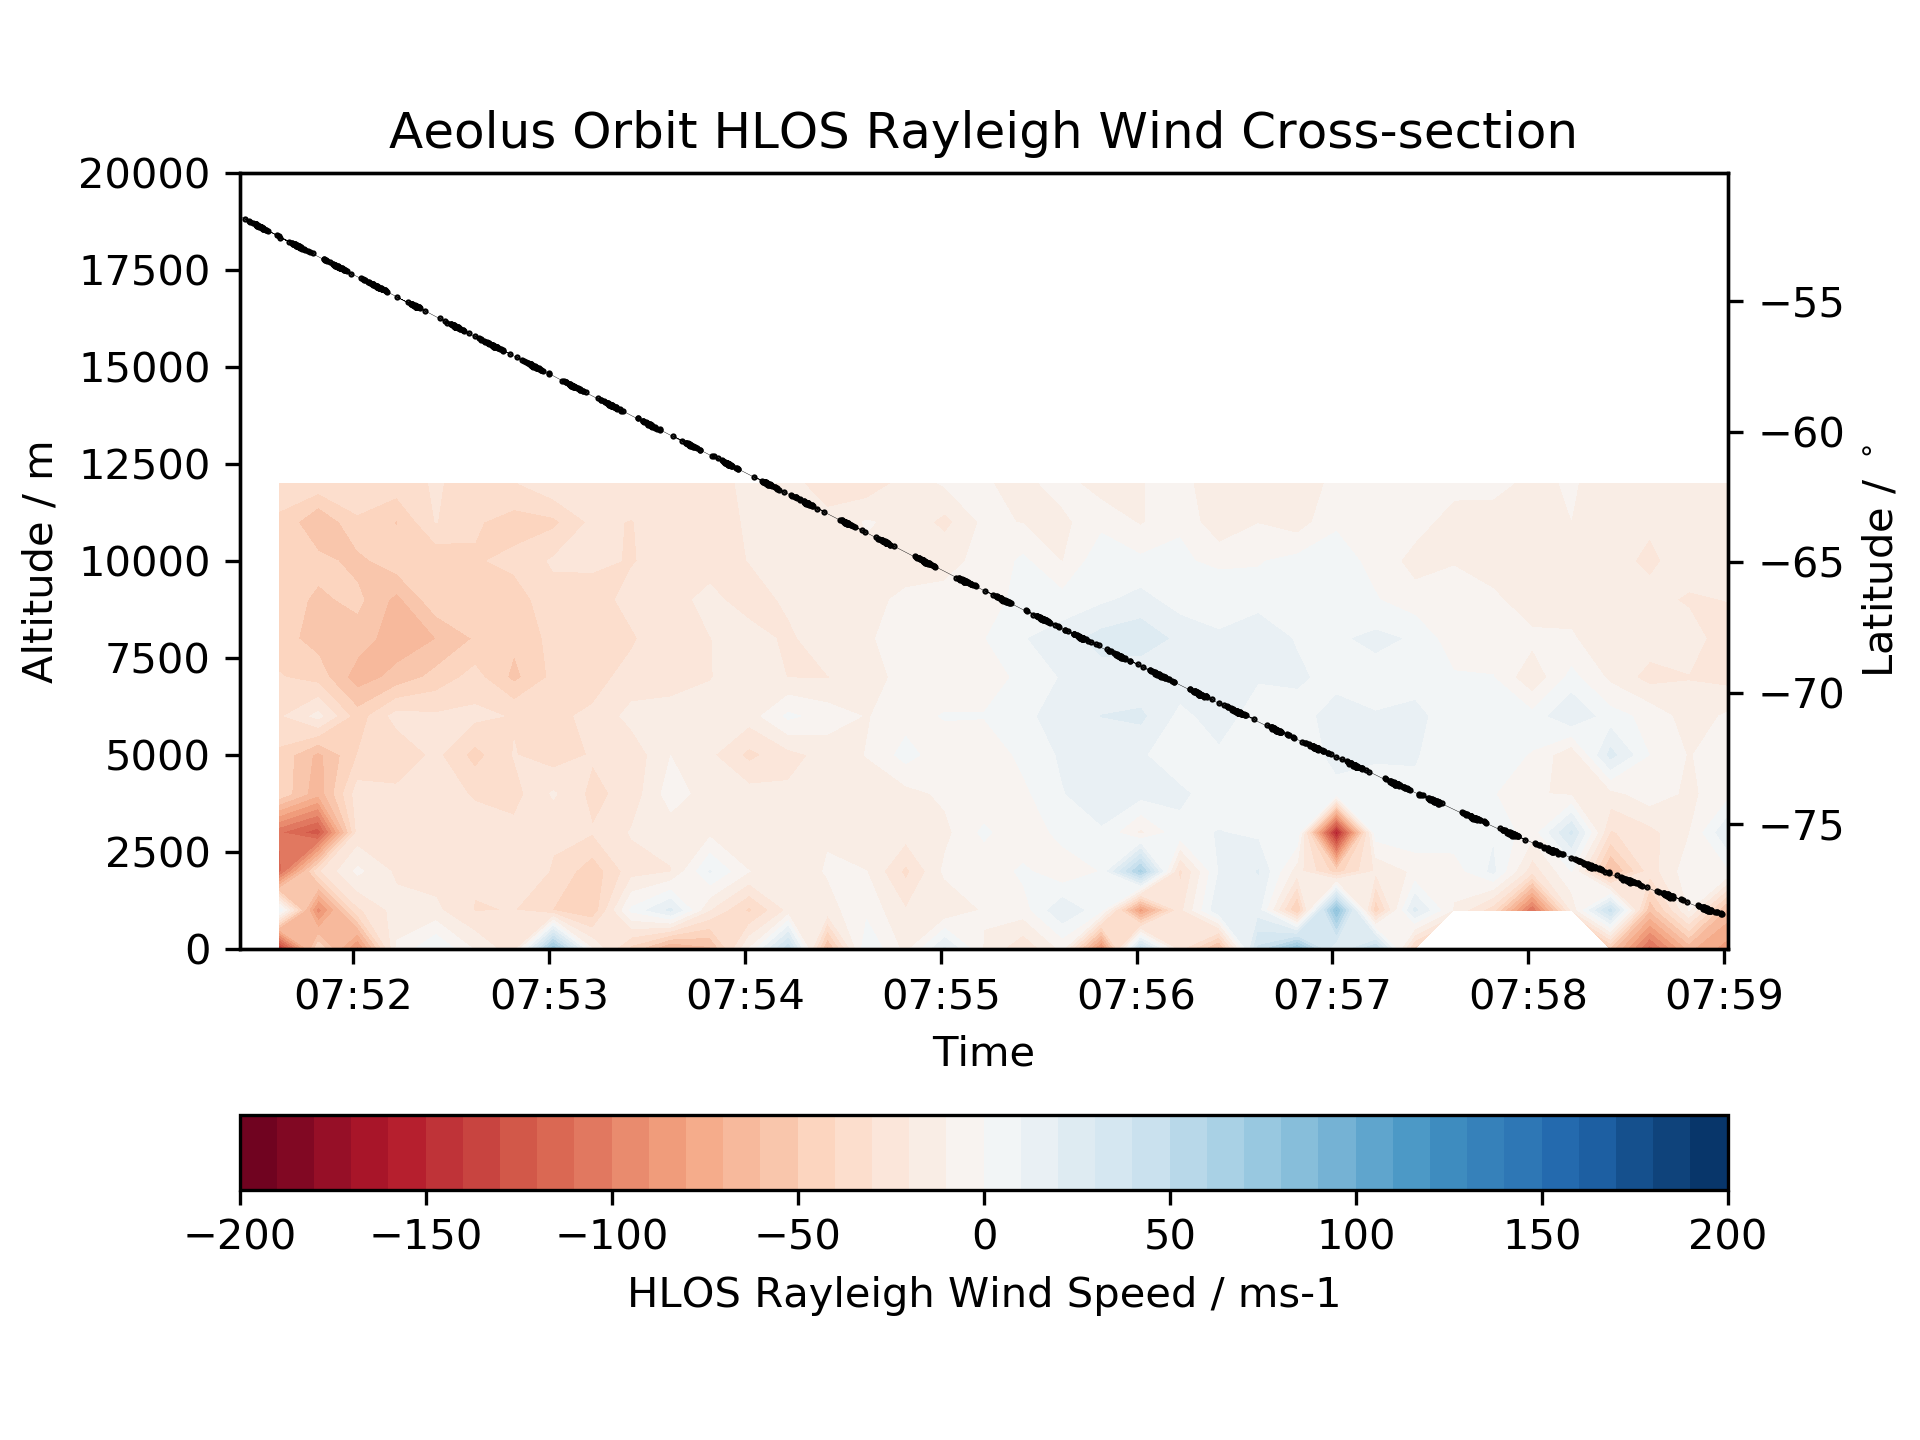 Aeolus Orbit HLOS Rayleigh Wind Cross-section
20000
17500
15000
12500
10000
7500
5000
2500
0
Altitude / m
−55
−60
−65
−70
−75
Latitude / °
07:52 07:53 07:54 07:55 07:56 07:57 07:58 07:59
Time
−200 −150 −100 −50 0 50 100 150 200
HLOS Rayleigh Wind Speed / ms-1